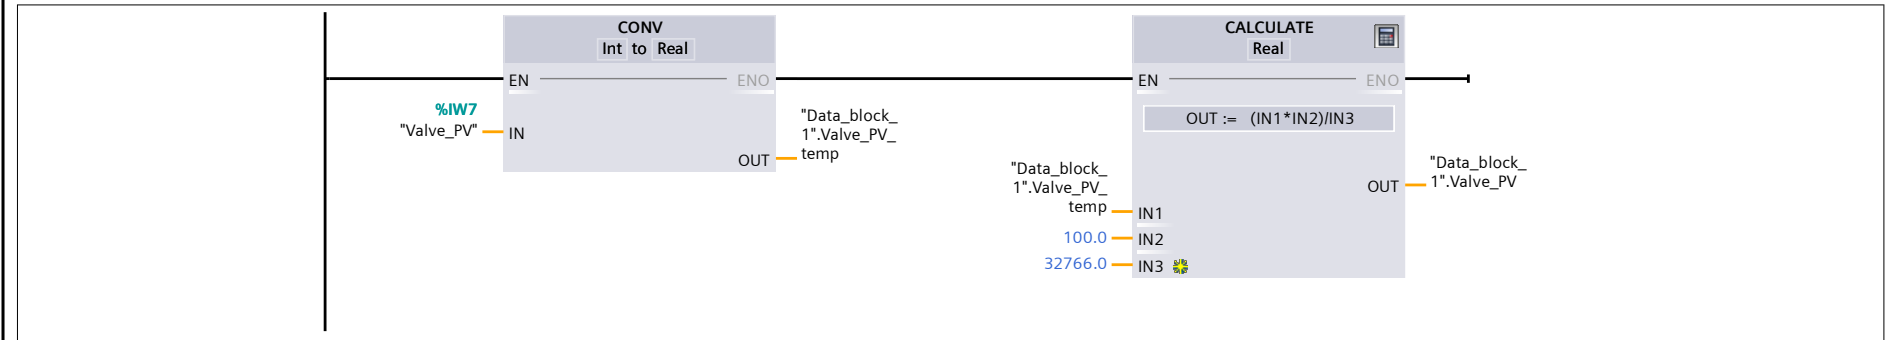 CONV
Int to Real
EN ENO
%IW7
"Valve_PV"
IN
OUT
"Data_block_
1".Valve_PV_
temp
CALCULATE
Real
EN ENO
OUT := (IN1*IN2)/IN3
"Data_block_
1".Valve_PV_
temp
IN1
100.0
IN2
32766.0
IN3
OUT
"Data_block_
1".Valve_PV